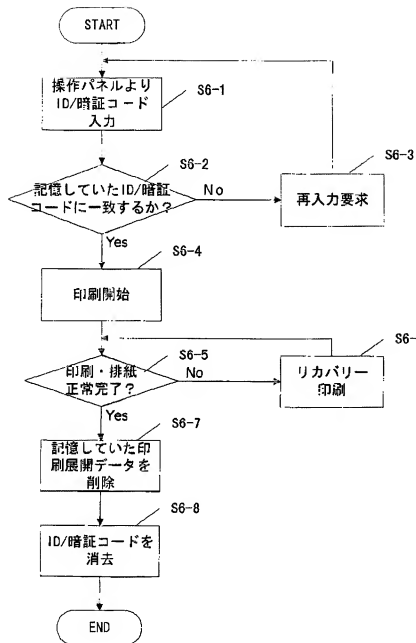 START
操作パネルより
ID/暗証コード
入力
S6-1
S6-2
記憶していたID/暗証
コードに一致するか？
No
S6-3
再入力要求
Yes
S6-4
印刷開始
S6-5
印刷・排紙
正常完了？
No
S6-
リカバリー
印刷
Yes
S6-7
記憶していた印
刷展開データを
削除
S6-8
ID/暗証コードを
消去
END